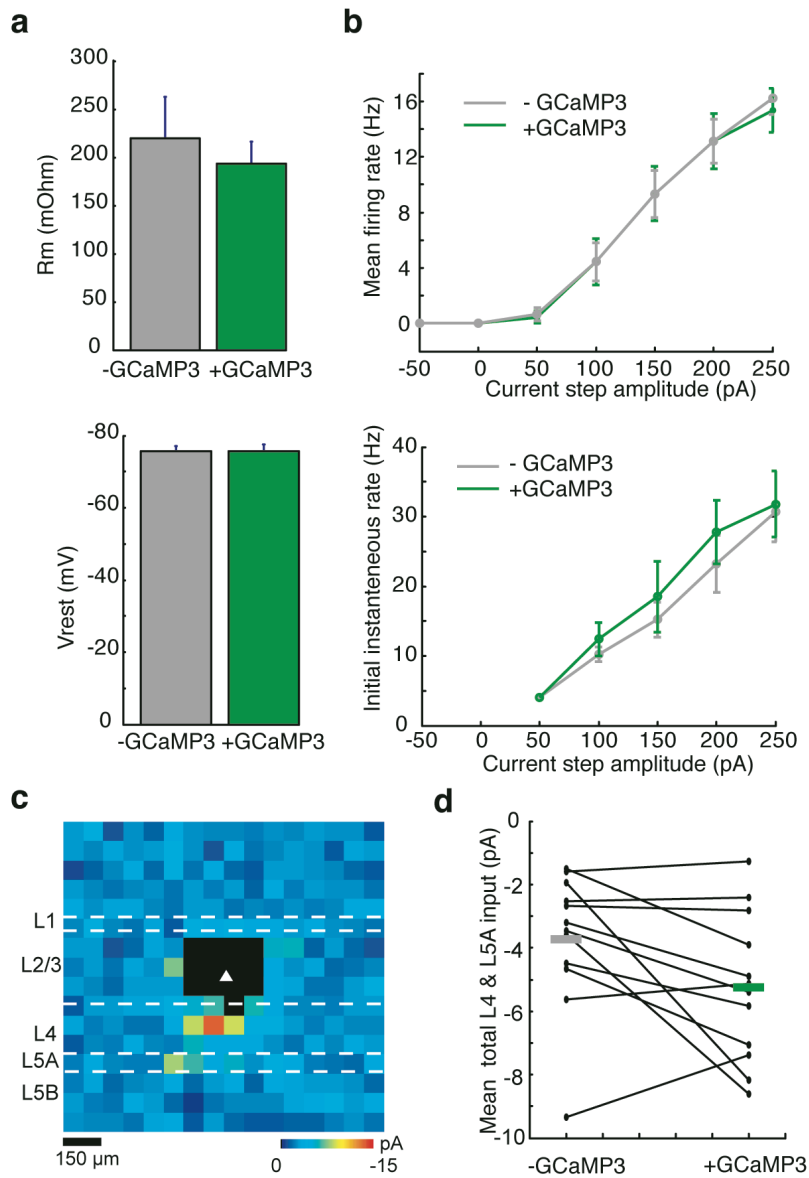 a
300
250
200
150
100
50
0
Rm (mOhm)
-GCaMP3 +GCaMP3
-80
-60
-40
-20
0
Vrest (mV)
-GCaMP3 +GCaMP3
b
16
12
8
4
0
Mean firing rate (Hz)
- GCaMP3
+GCaMP3
-50 0 50 100 150 200 250
Current step amplitude (pA)
40
30
20
10
0
Initial instanteneous rate (Hz)
- GCaMP3
+GCaMP3
-50 0 50 100 150 200 250
Current step amplitude (pA)
c
L1
L2/3
L4
L5A
L5B
150 µm
pA
0 -15
d
0
-2
-4
-6
-8
-10
Mean total L4 & L5A input (pA)
-GCaMP3 +GCaMP3